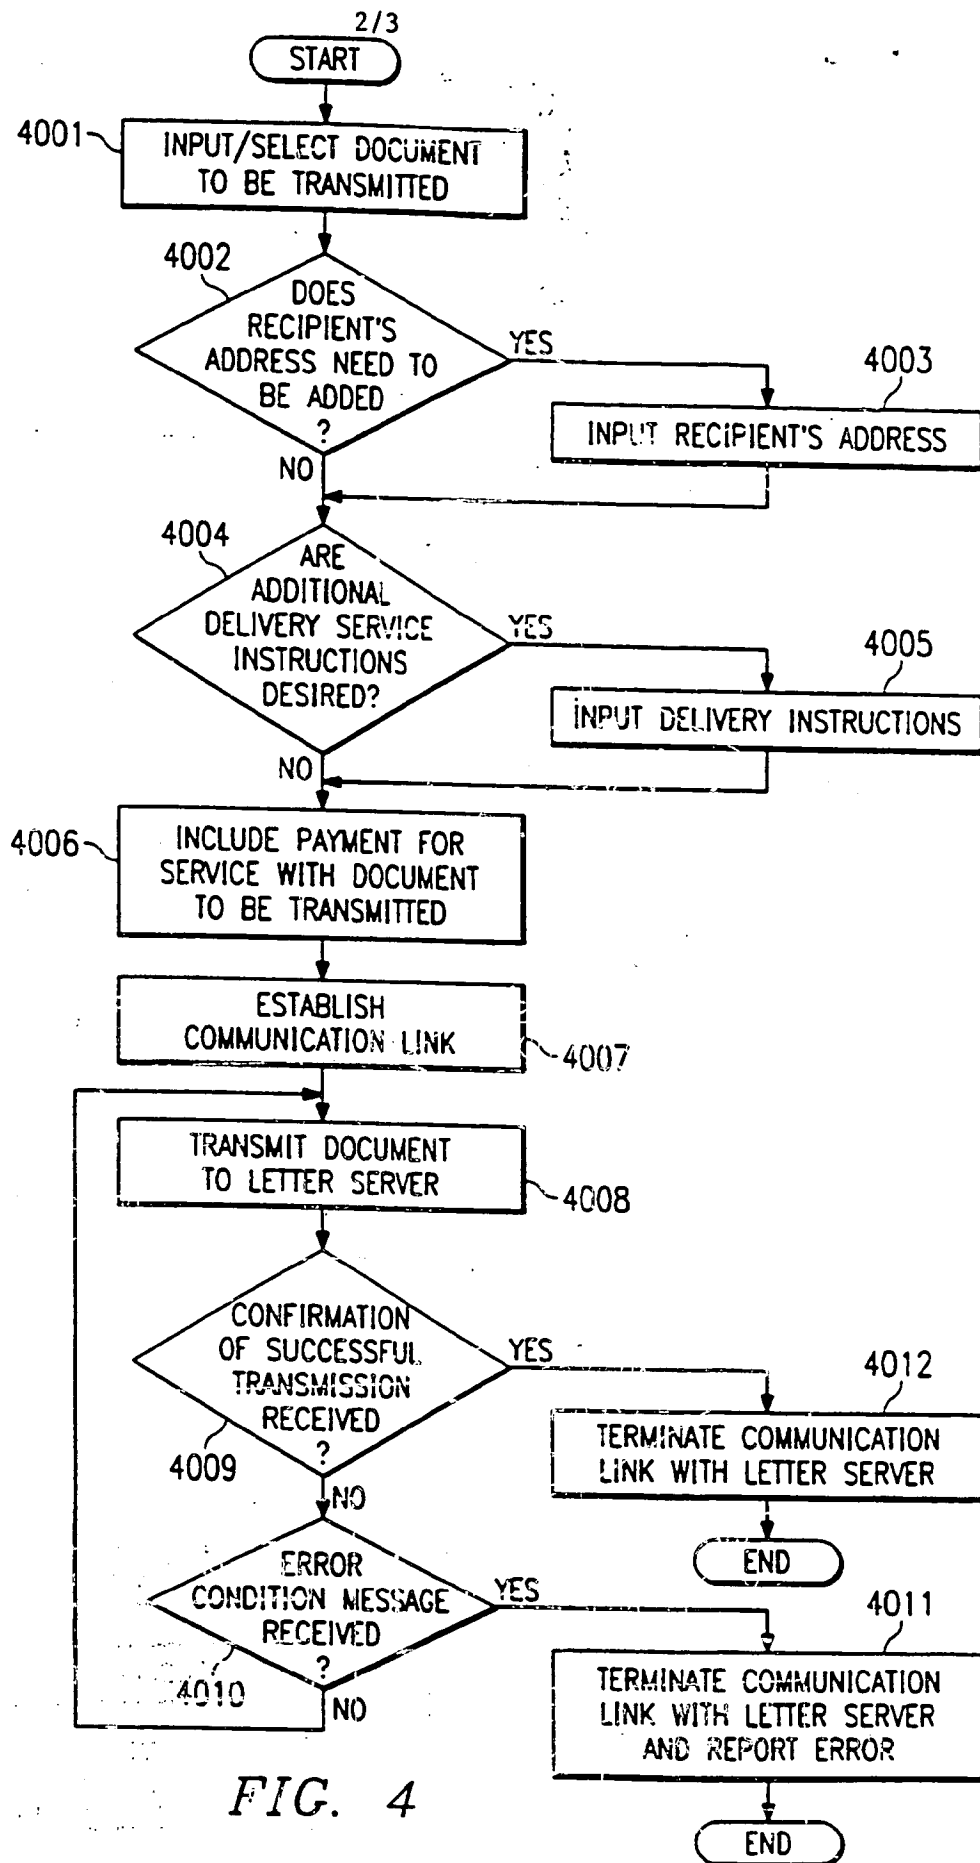 2/3
START
4001
INPUT/SELECT DOCUMENT
TO BE TRANSMITTED
4002
DOES
RECIPIENT'S
ADDRESS NEED TO
BE ADDED
?
YES
NO
4003
INPUT RECIPIENT'S ADDRESS
4004
ARE
ADDITIONAL
DELIVERY SERVICE
INSTRUCTIONS
DESIRED?
YES
NO
4005
INPUT DELIVERY INSTRUCTIONS
4006
INCLUDE PAYMENT FOR
SERVICE WITH DOCUMENT
TO BE TRANSMITTED
ESTABLISH
COMMUNICATION LINK
4007
TRANSMIT DOCUMENT
TO LETTER SERVER
4008
CONFIRMATION
OF SUCCESSFUL
TRANSMISSION
RECEIVED
?
4009
YES
NO
4012
TERMINATE COMMUNICATION
LINK WITH LETTER SERVER
END
ERROR
CONDITION MESSAGE
RECEIVED
?
4010
YES
NO
4011
TERMINATE COMMUNICATION
LINK WITH LETTER SERVER
AND REPORT ERROR
END
FIG. 4